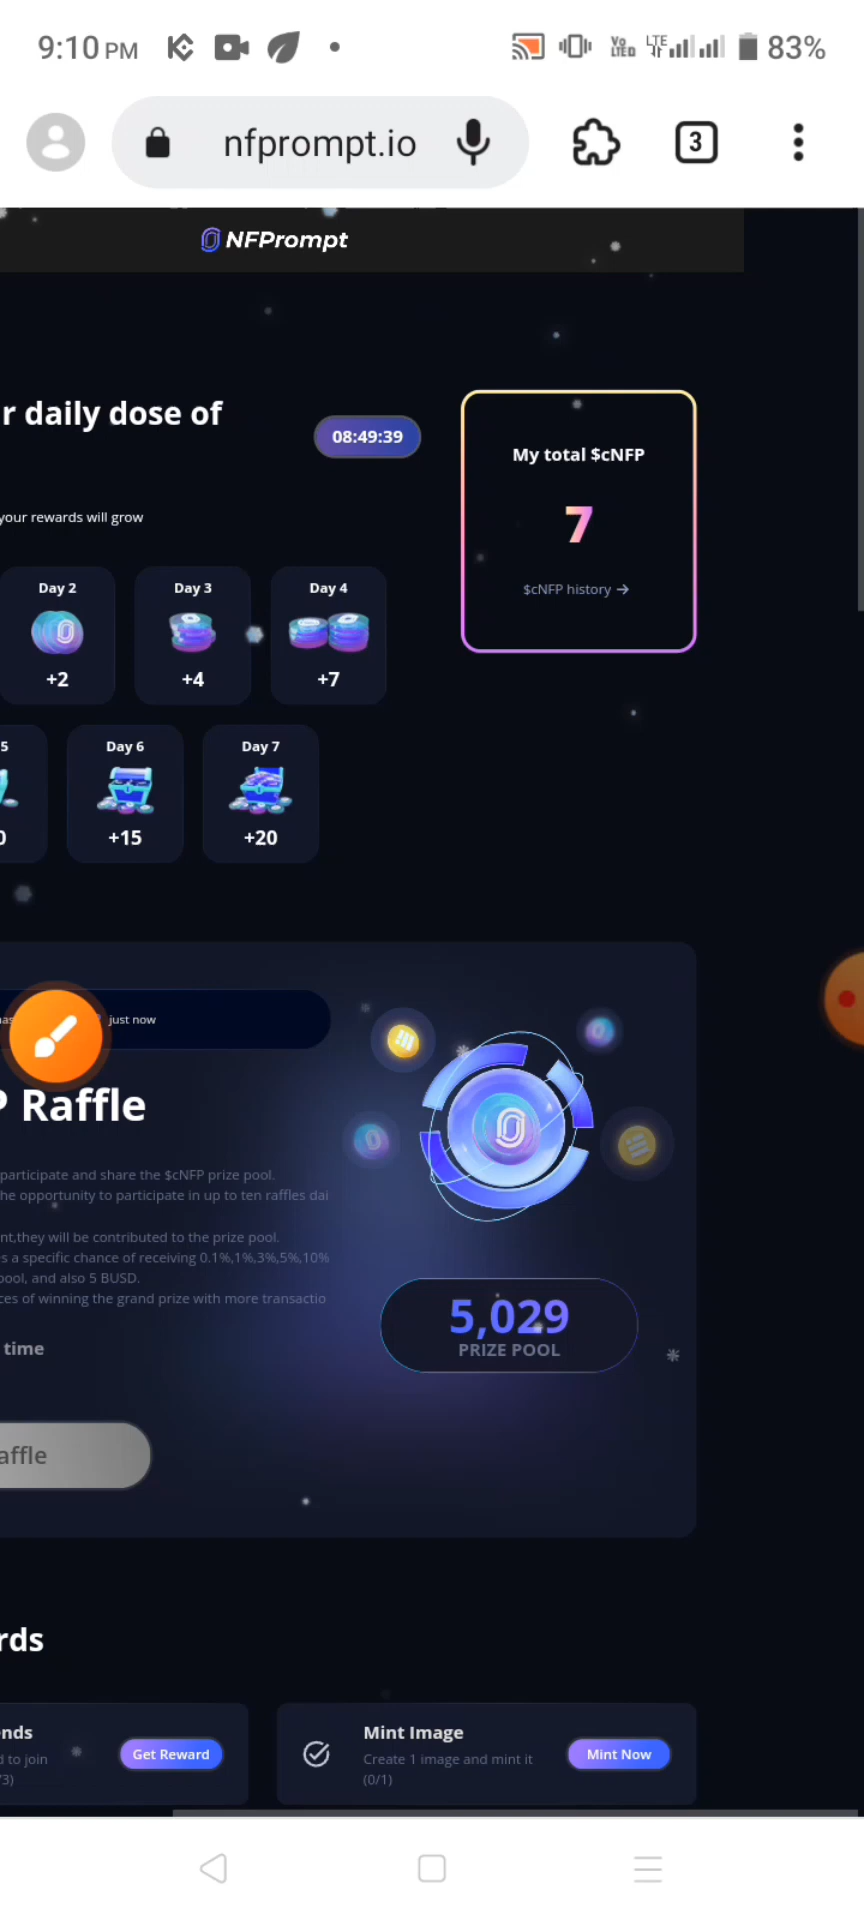 9:10 PM
Vo LTED
LTE
83%
nfprompt.io
3
NFPrompt
r daily dose of
08:49:39
My total $cNFP
7
your rewards will grow
$cNFP history →
Day 2
Day 3
Day 4
+2
+4
+7
5
Day 6
Day 7
0
+15
+20
just now
P Raffle
participate and share the $cNFP prize pool.
he opportunity to participate in up to ten raffles dai
nt,they will be contributed to the prize pool.
s a specific chance of receiving 0.1%,1%,3%,5%,10%
pool, and also 5 BUSD.
ces of winning the grand prize with more transactio
5,029
PRIZE POOL
time
affle
rds
nds
d to join
/3)
Get Reward
Mint Image
Create 1 image and mint it
(0/1)
Mint Now